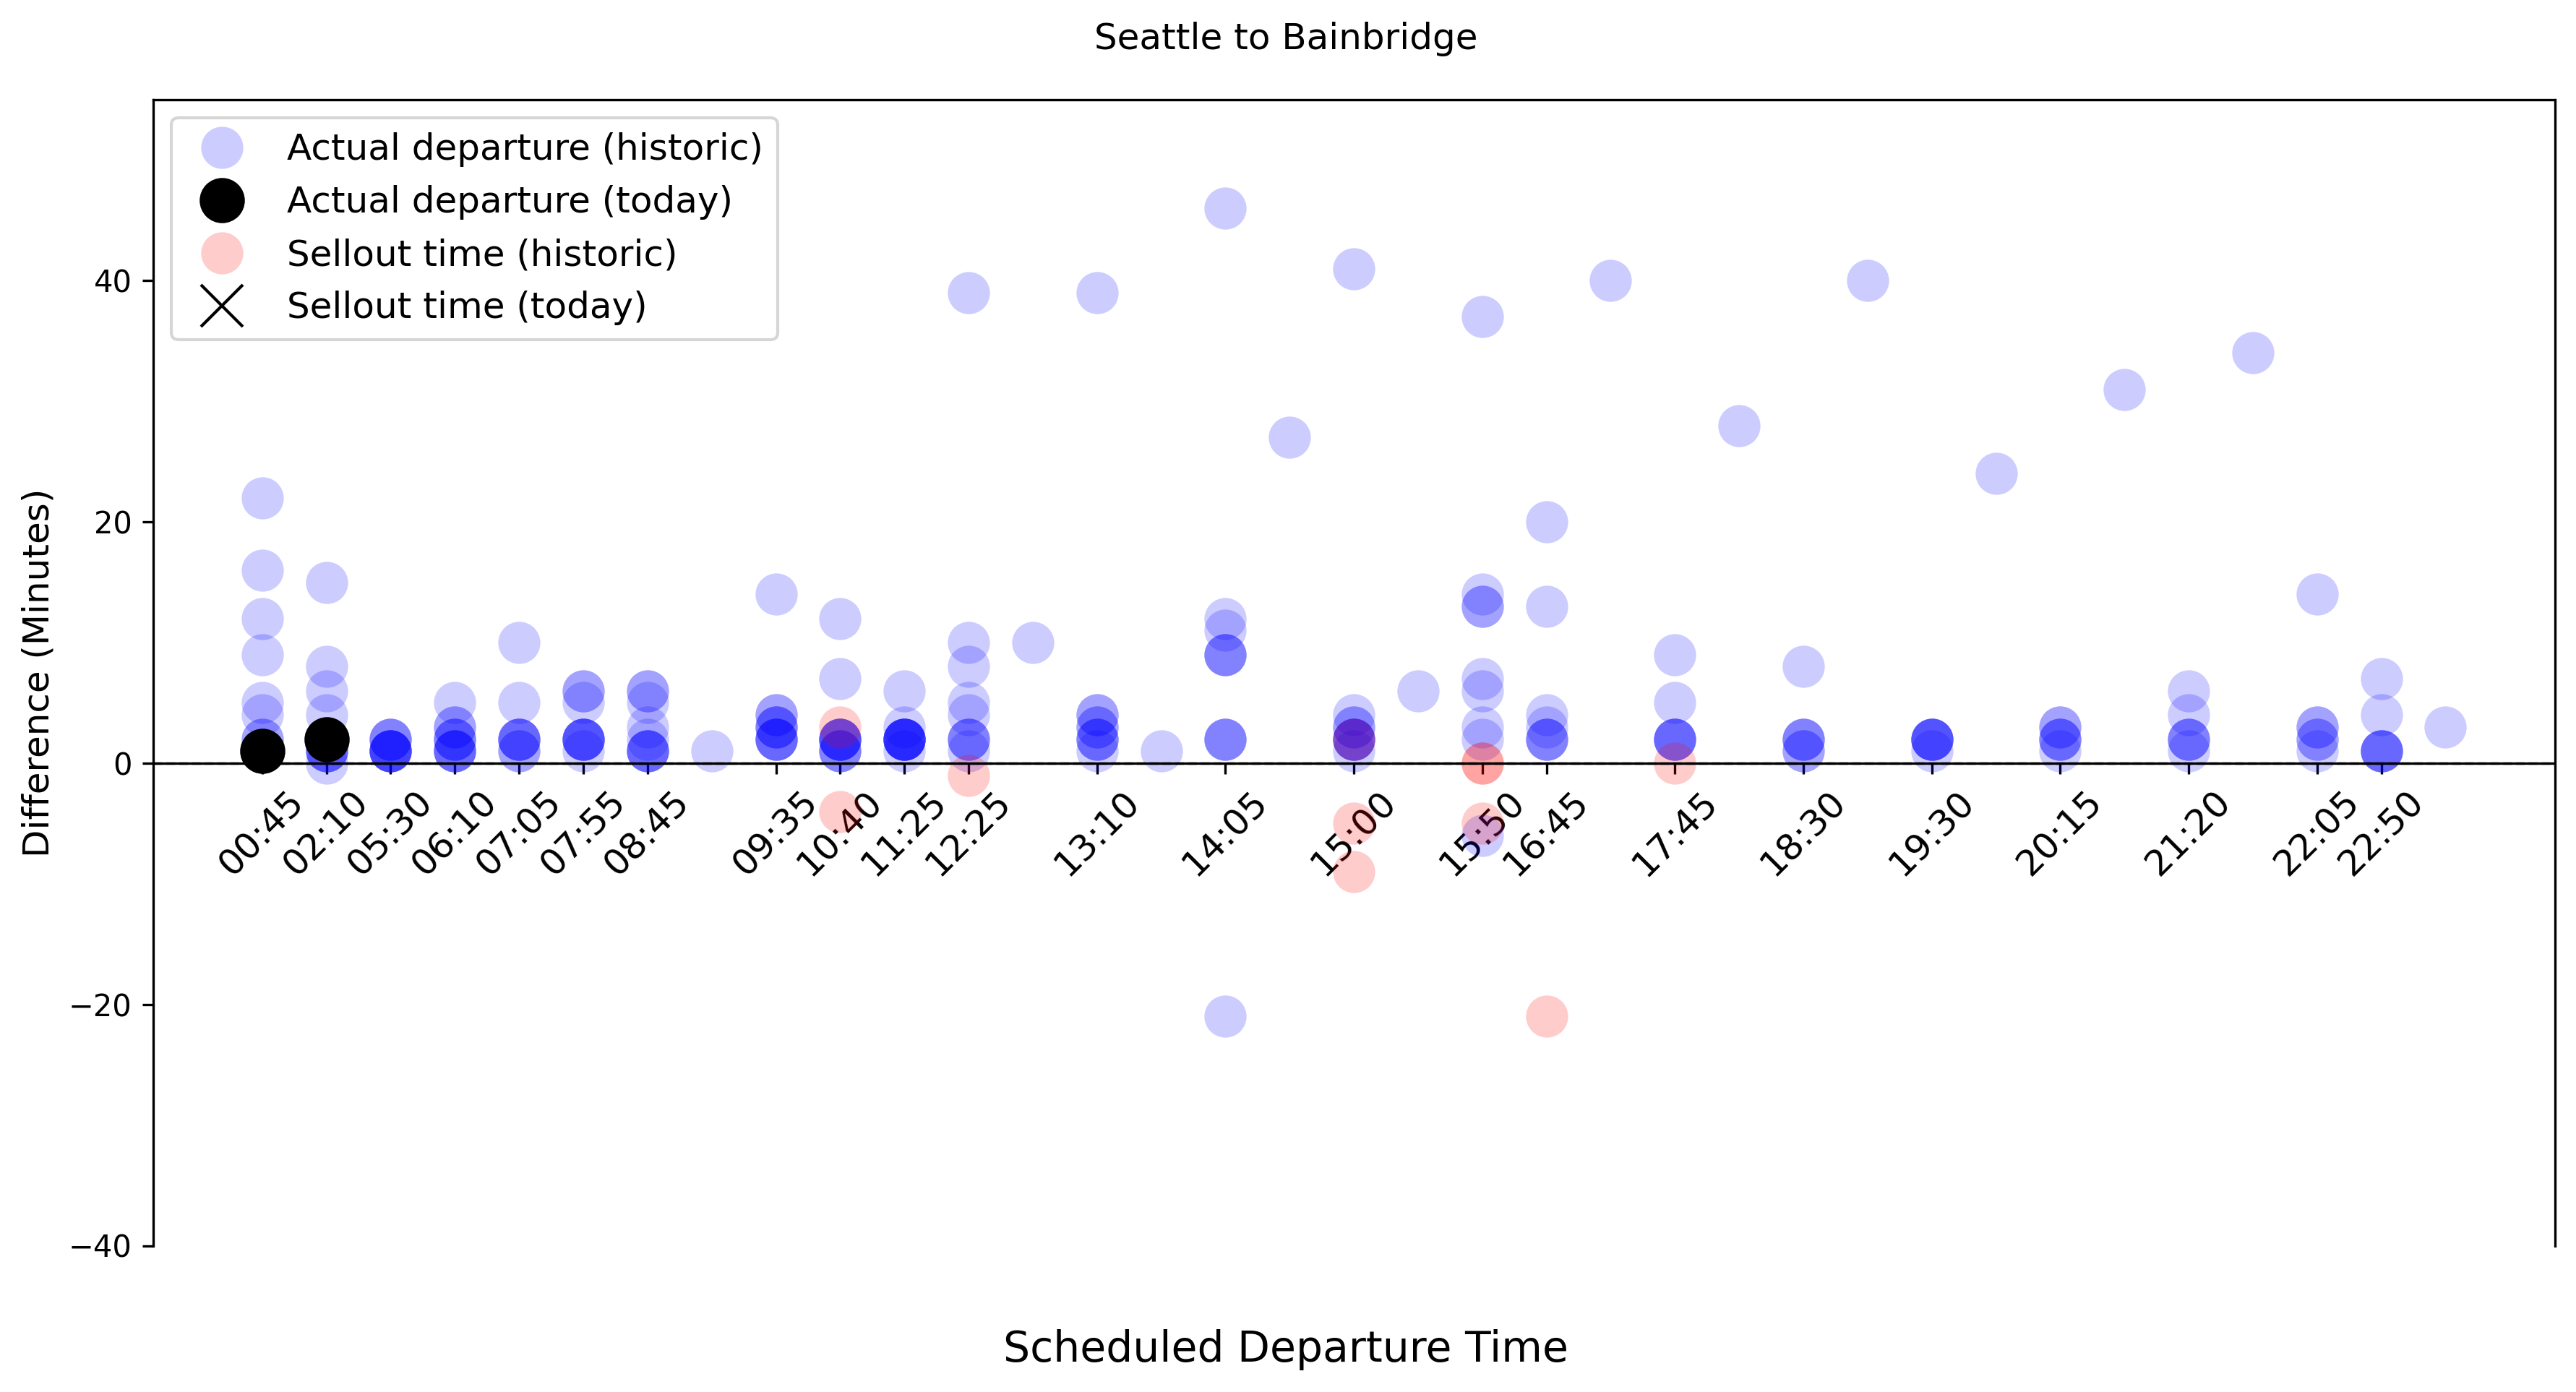 Seattle to Bainbridge
Actual departure (historic)
Actual departure (today)
Sellout time (historic)
Sellout time (today)
Difference (Minutes)
40
20
0
−20
−40
00:45 02:10 05:30 06:10 07:05 07:55 08:45 09:35 10:40 11:25 12:25 13:10 14:05 15:00 15:50 16:45 17:45 18:30 19:30 20:15 21:20 22:05 22:50
Scheduled Departure Time